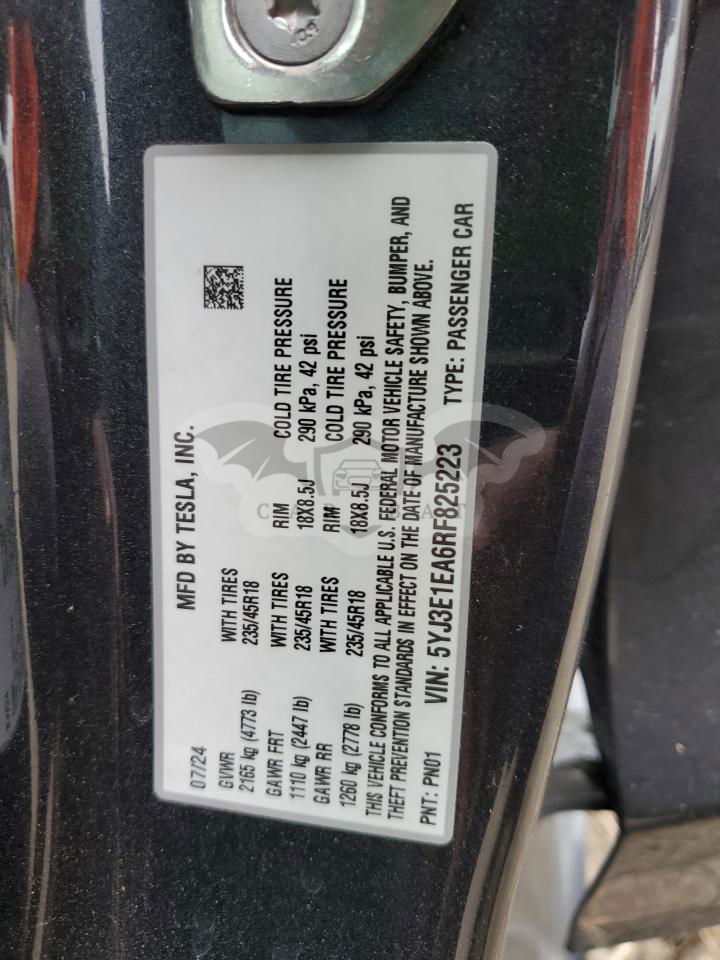 07/24 MFD BY TESLA, INC.
GVWR WITH TIRES
2165 kg (4773 lb) 235/45R18
GAWR FRT WITH TIRES RIM COLD TIRE PRESSURE
1110 kg (2447 lb) 235/45R18 18X8.5J 290 kPa, 42 psi
GAWR RR WITH TIRES RIM COLD TIRE PRESSURE
1260 kg (2778 lb) 235/45R18 18X8.5J 290 kPa, 42 psi
THIS VEHICLE CONFORMS TO ALL APPLICABLE U.S. FEDERAL MOTOR VEHICLE SAFETY, BUMPER, AND
THEFT PREVENTION STANDARDS IN EFFECT ON THE DATE OF MANUFACTURE SHOWN ABOVE.
PNT: PN01 VIN: 5YJ3E1EA6RF825223 TYPE: PASSENGER CAR